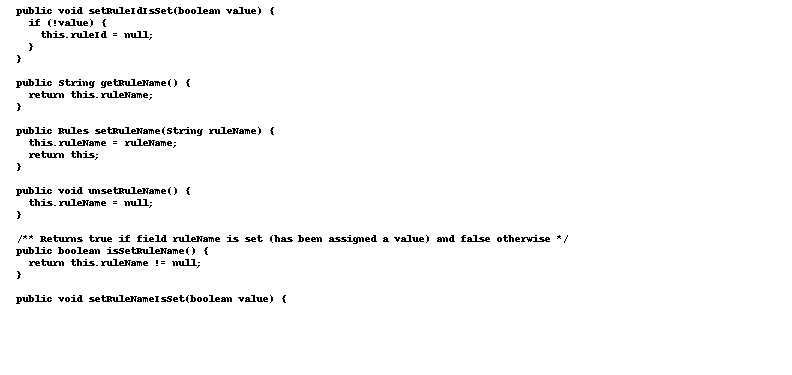 public void setRuleIdIsSet(boolean value) {
if (!value) {
this.ruleId = null;
}
}
public String getRuleName() {
return this.ruleName;
}
public Rules setRuleName(String ruleName) {
this.ruleName = ruleName;
return this;
}
public void unsetRuleName() {
this.ruleName = null;
}
/** Returns true if field ruleName is set (has been assigned a value) and false otherwise */
public boolean isSetRuleName() {
return this.ruleName != null;
}
public void setRuleNameIsSet(boolean value) {